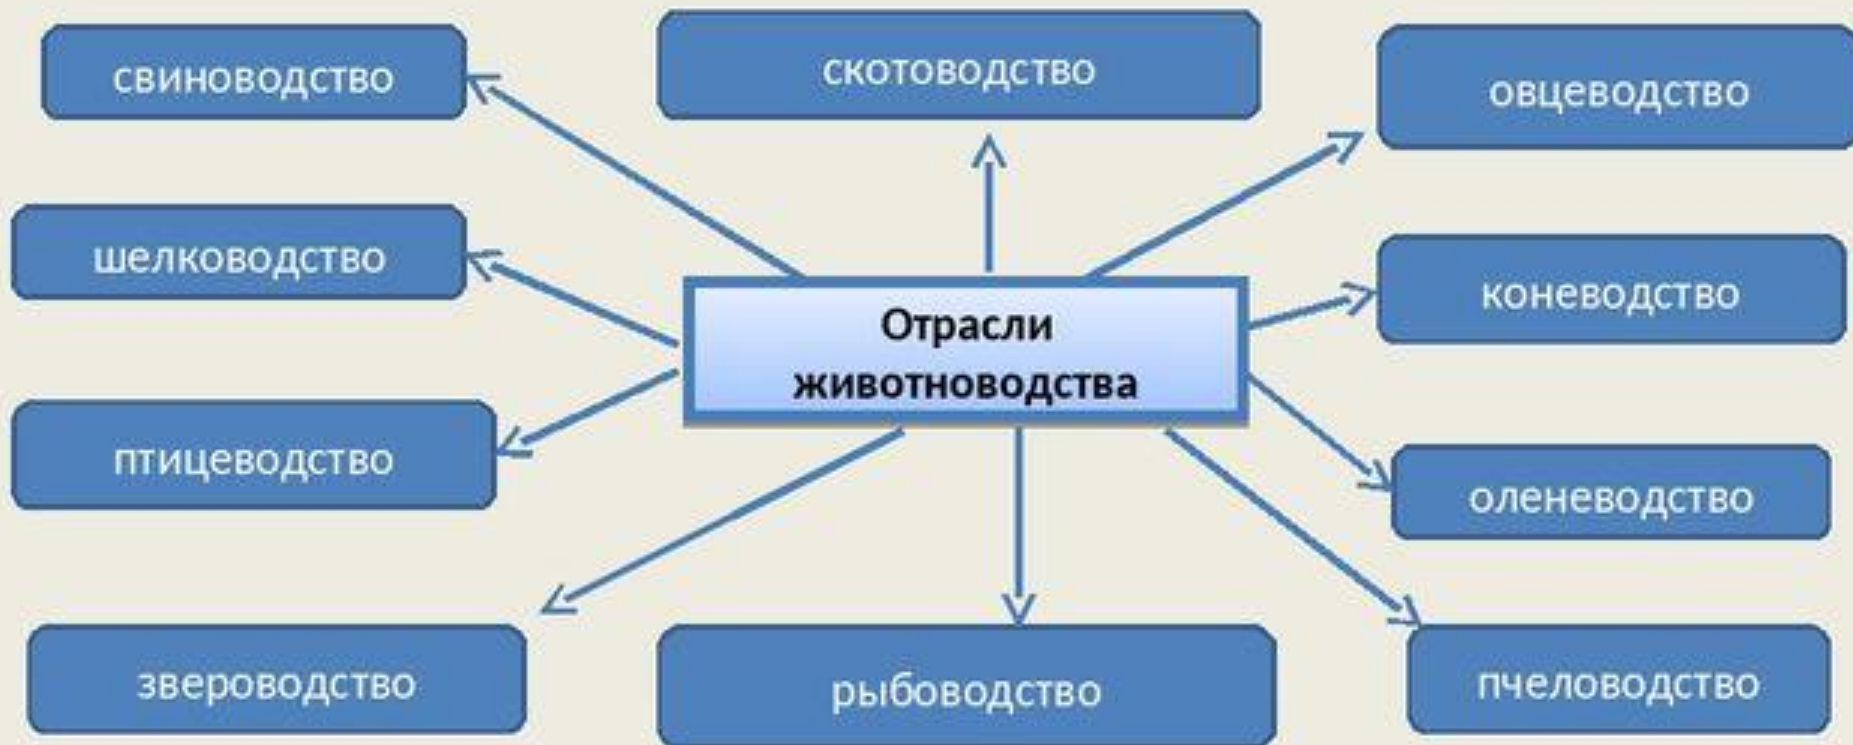 свиноводство
скотоводство
овцеводство
шелководство
коневодство
Отрасли
животноводства
птицеводство
оленеводство
звероводство
рыбоводство
пчеловодство